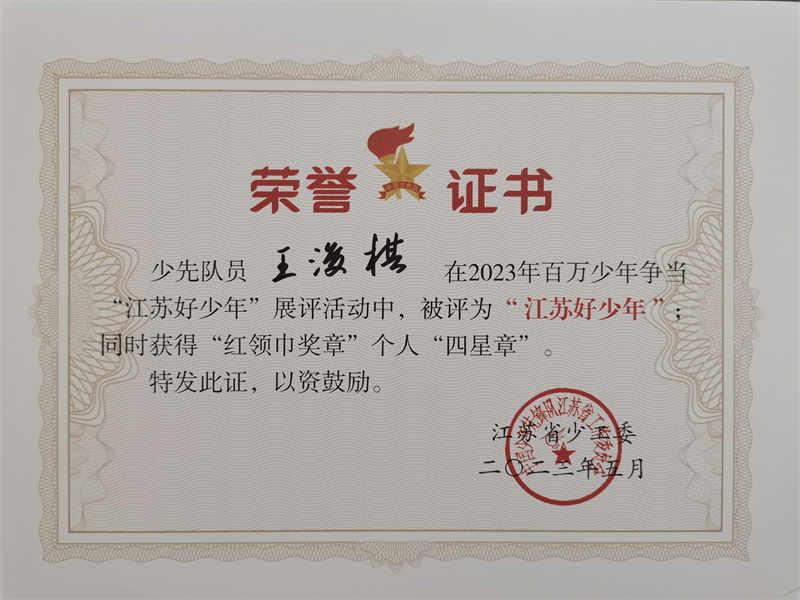 荣誉证书
少先队员 王浚棋 在2023年百万少年争当
“江苏好少年”展评活动中，被评为“江苏好少年”；
同时获得“红领巾奖章”个人“四星章”。
特发此证，以资鼓励。
江苏省少工委
二〇二三年五月